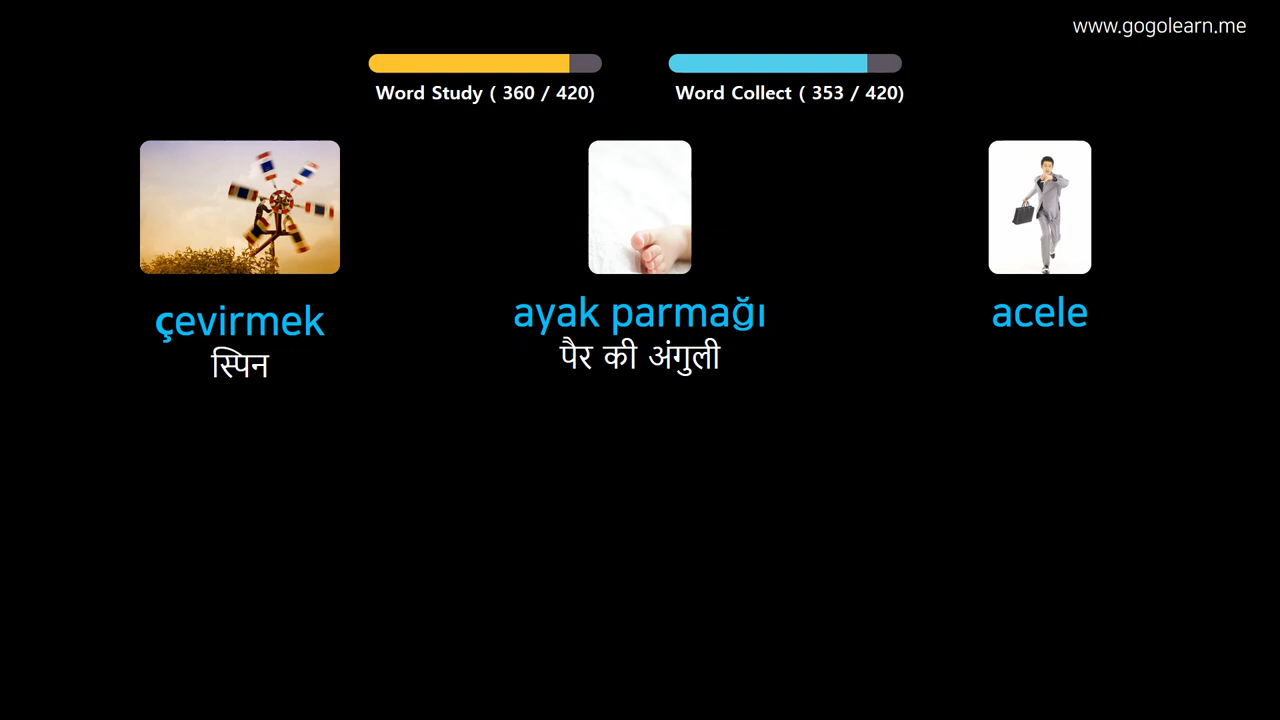 www.gogolearn.me
Word Study ( 360 / 420)
Word Collect ( 353 / 420)
çevirmek
स्पिन
ayak parmağı
पैर की अंगुली
acele